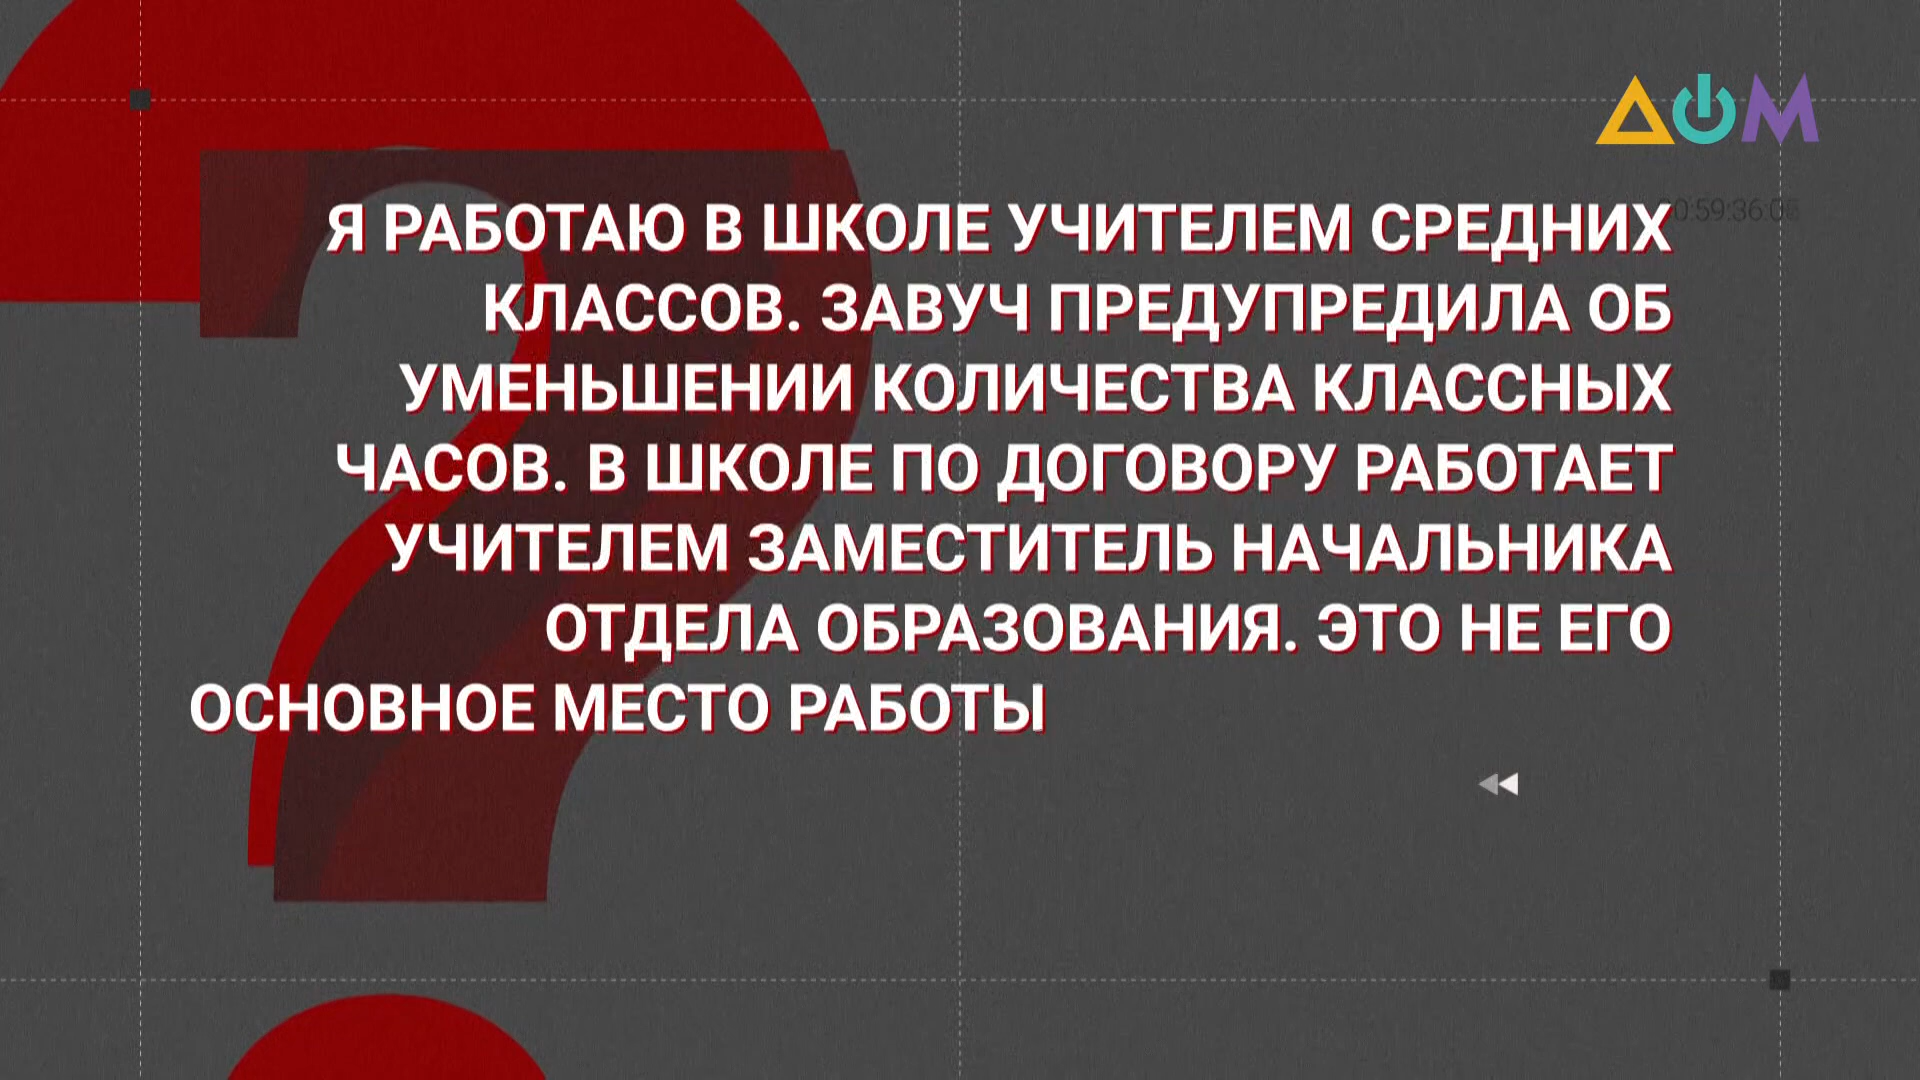 ДОМ
Я РАБОТАЮ В ШКОЛЕ УЧИТЕЛЕМ СРЕДНИХ
КЛАССОВ. ЗАВУЧ ПРЕДУПРЕДИЛА ОБ
УМЕНЬШЕНИИ КОЛИЧЕСТВА КЛАССНЫХ
ЧАСОВ. В ШКОЛЕ ПО ДОГОВОРУ РАБОТАЕТ
УЧИТЕЛЕМ ЗАМЕСТИТЕЛЬ НАЧАЛЬНИКА
ОТДЕЛА ОБРАЗОВАНИЯ. ЭТО НЕ ЕГО
ОСНОВНОЕ МЕСТО РАБОТЫ